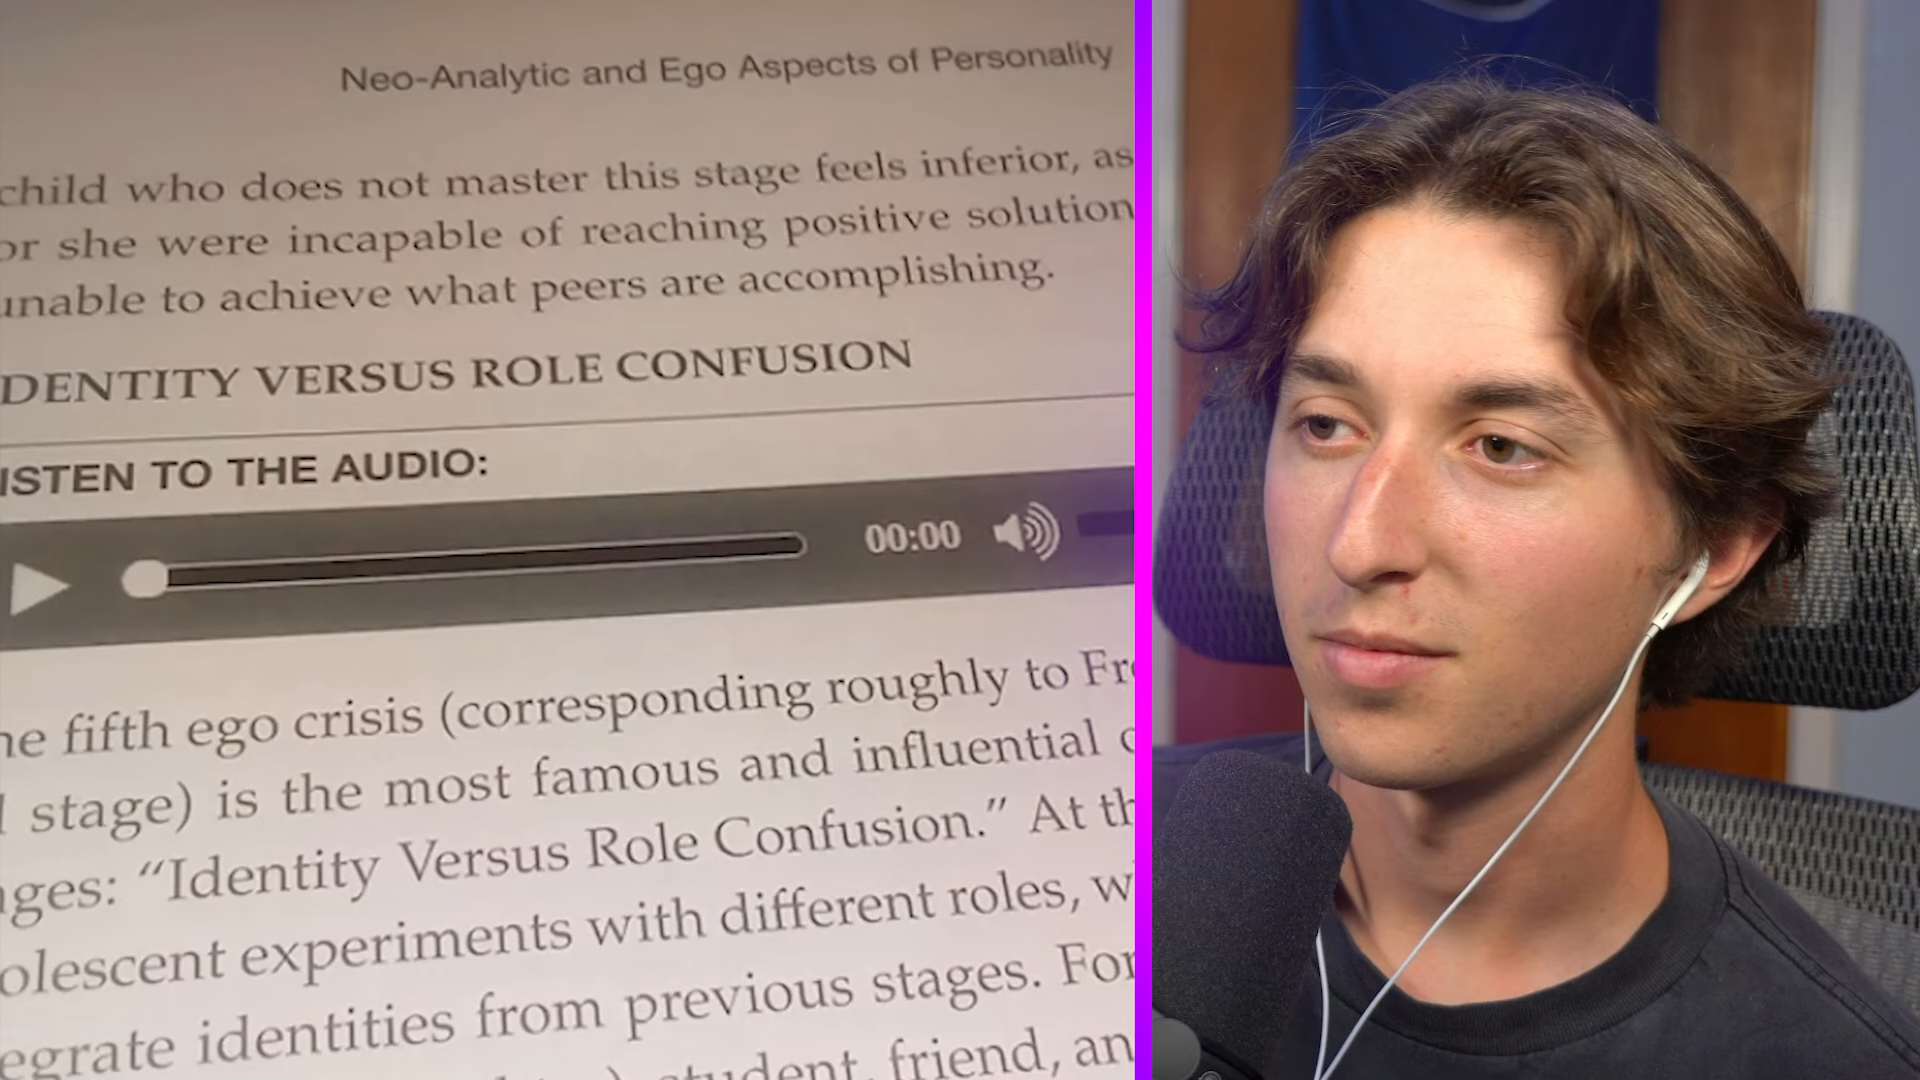 Neo-Analytic and Ego Aspects of Personality
child who does not master this stage feels inferior, as
or she were incapable of reaching positive solution
unable to achieve what peers are accomplishing.
DENTITY VERSUS ROLE CONFUSION
ISTEN TO THE AUDIO:
00:00
he fifth ego crisis (corresponding roughly to Fre
l stage) is the most famous and influential o
ages: “Identity Versus Role Confusion.” At th
olescent experiments with different roles, w
egrate identities from previous stages. For
student, friend, an